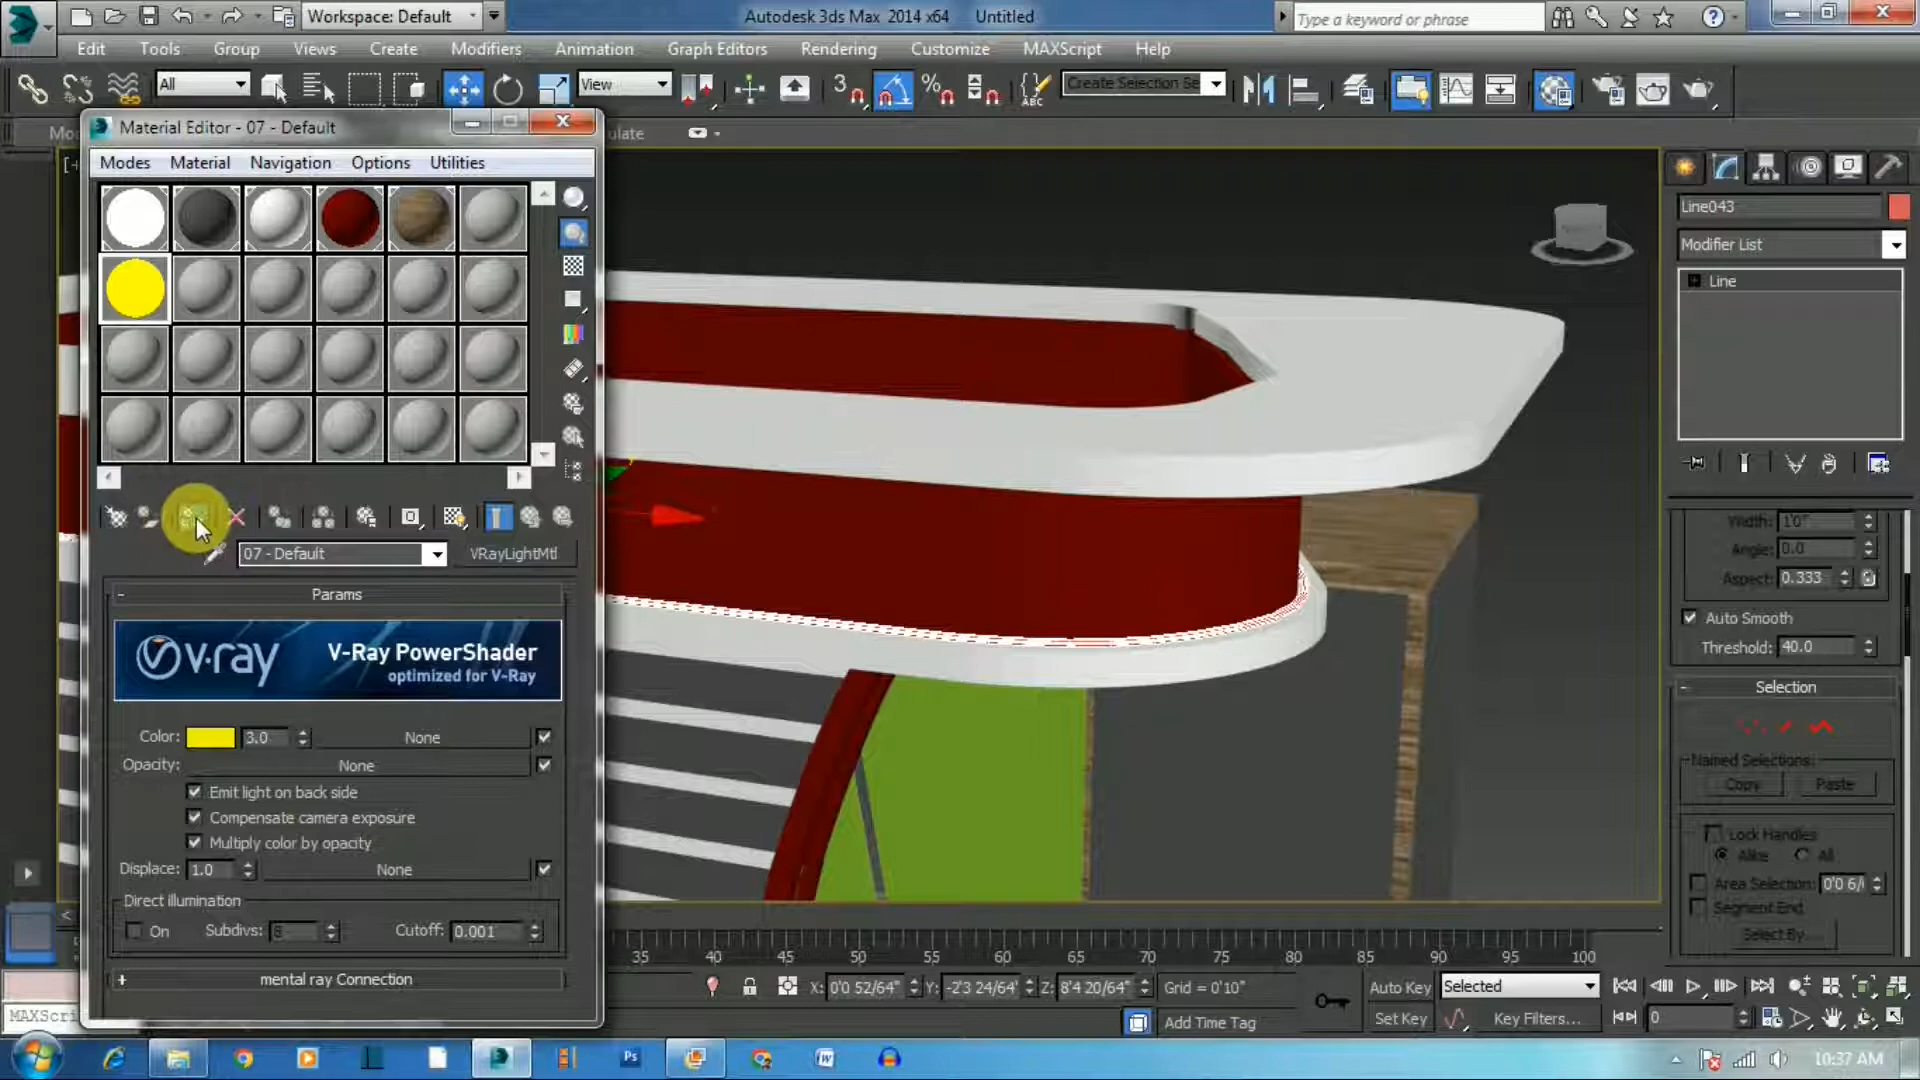 Workspace: Default
Autodesk 3ds Max 2014 x64 Untitled
Type a keyword or phrase
Edit Tools Group Views Create Modifiers Animation Graph Editors Rendering Customize MAXScript Help
All
View
3
%
ABC
Create Selection Se
Material Editor - 07 - Default
ulate
Modes Material Navigation Options Utilities
Line043
Modifier List
Line
07 - Default
VRayLightMtl
Params
v·ray
V-Ray PowerShader
optimized for V-Ray
Color: 3.0 None
Opacity: None
Emit light on back side
Compensate camera exposure
Multiply color by opacity
Displace: 1.0 None
Direct illumination
On Subdivs: 8 Cutoff: 0.001
mental ray Connection
Width: 1'0"
Angle: 0.0
Aspect: 0.333
Auto Smooth
Threshold: 40.0
Selection
Named Selections:
Copy Paste
Lock Handles
Alike All
Area Selection: 0'0 6/
Segment End
Select By...
35 40 45 50 55 60 65 70 75 80 85 90 95 100
X: 0'0 52/64" Y: -2'3 24/64" Z: 8'4 20/64" Grid = 0'10"
Auto Key Selected
MAXScri
Add Time Tag
Set Key Key Filters... 0
Ps
10:37 AM